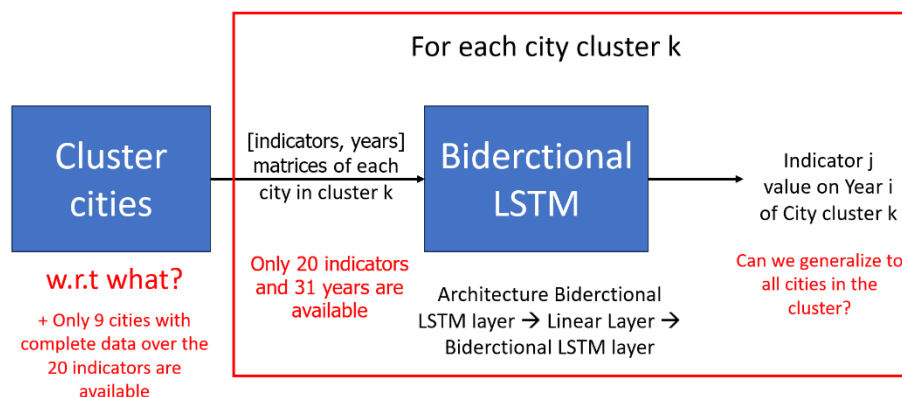 For each city cluster k
Cluster
cities
w.r.t what?
+ Only 9 cities with
complete data over the
20 indicators are
available
[indicators, years]
matrices of each
city in cluster k
Only 20 indicators
and 31 years are
available
Biderctional
LSTM
Architecture Biderctional
LSTM layer → Linear Layer →
Biderctional LSTM layer
Indicator j
value on Year i
of City cluster k
Can we generalize to
all cities in the
cluster?